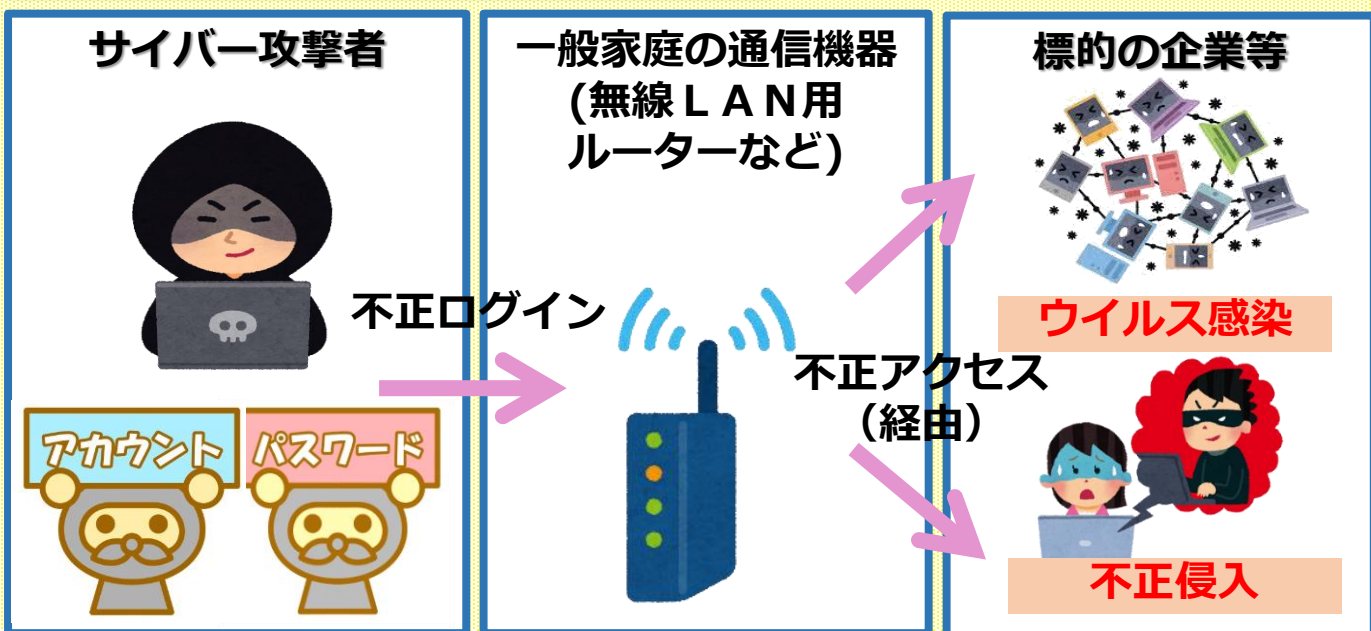 サイバー攻撃者
アカウント
パスワード
不正ログイン
一般家庭の通信機器
(無線ＬＡＮ用
ルーターなど)
不正アクセス
（経由）
標的の企業等
ウイルス感染
不正侵入